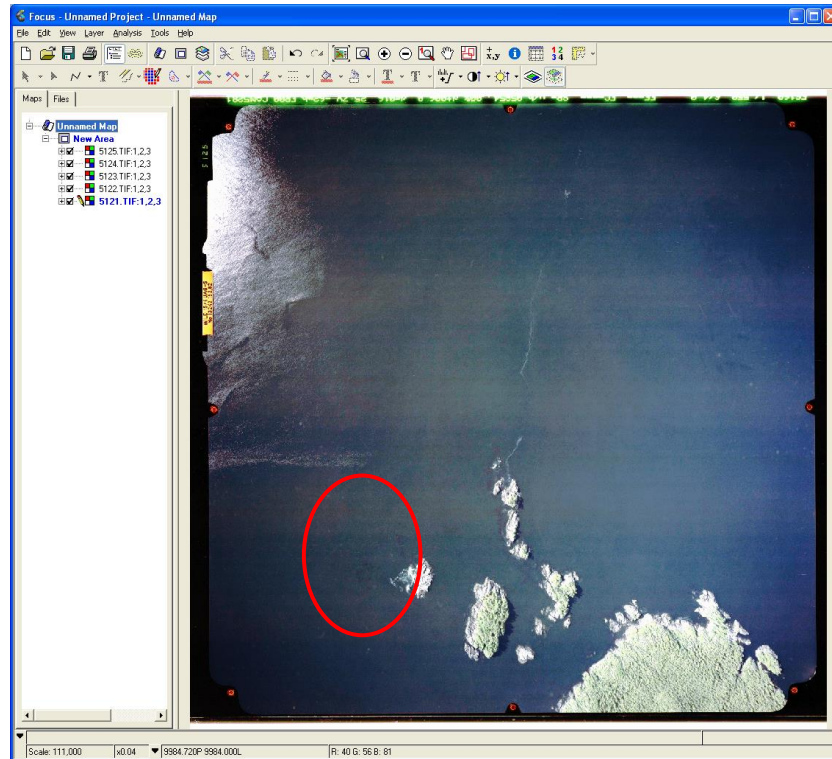 Focus - Unnamed Project - Unnamed Map
File Edit View Layer Analysis Tools Help
Maps Files
Unnamed Map
New Area
5125.TIF:1,2,3
5124.TIF:1,2,3
5123.TIF:1,2,3
5122.TIF:1,2,3
5121.TIF:1,2,3
5125
Scale: 111,000 x0.04 9984.720P 9984.000L R: 40 G: 56 B: 81